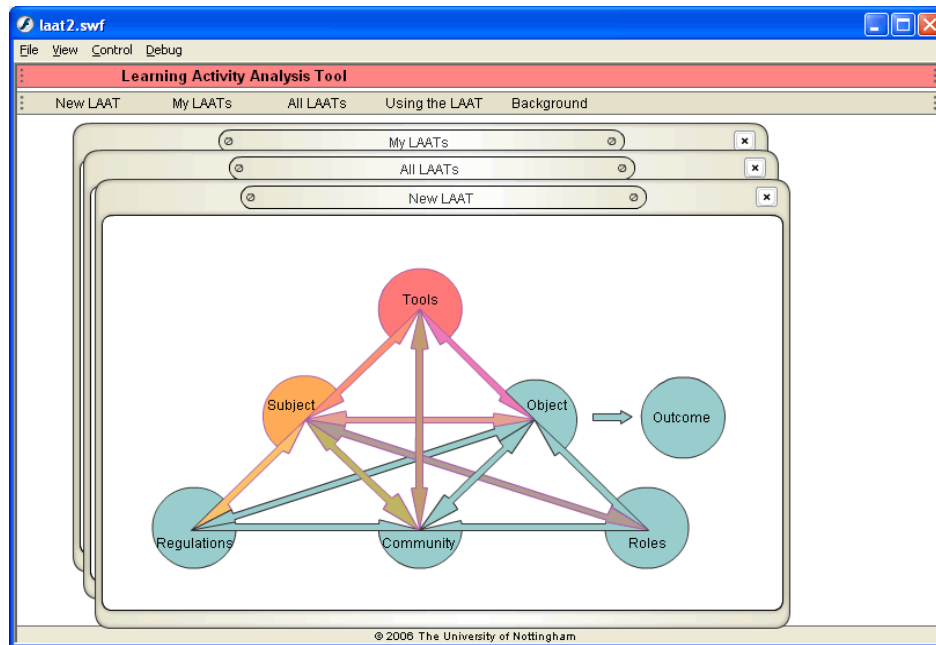 laat2.swf
File View Control Debug
Learning Activity Analysis Tool
New LAAT My LAATs All LAATs Using the LAAT Background
My LAATs
All LAATs
New LAAT
Tools
Subject Object
Outcome
Regulations Community Roles
© 2006 The University of Nottingham